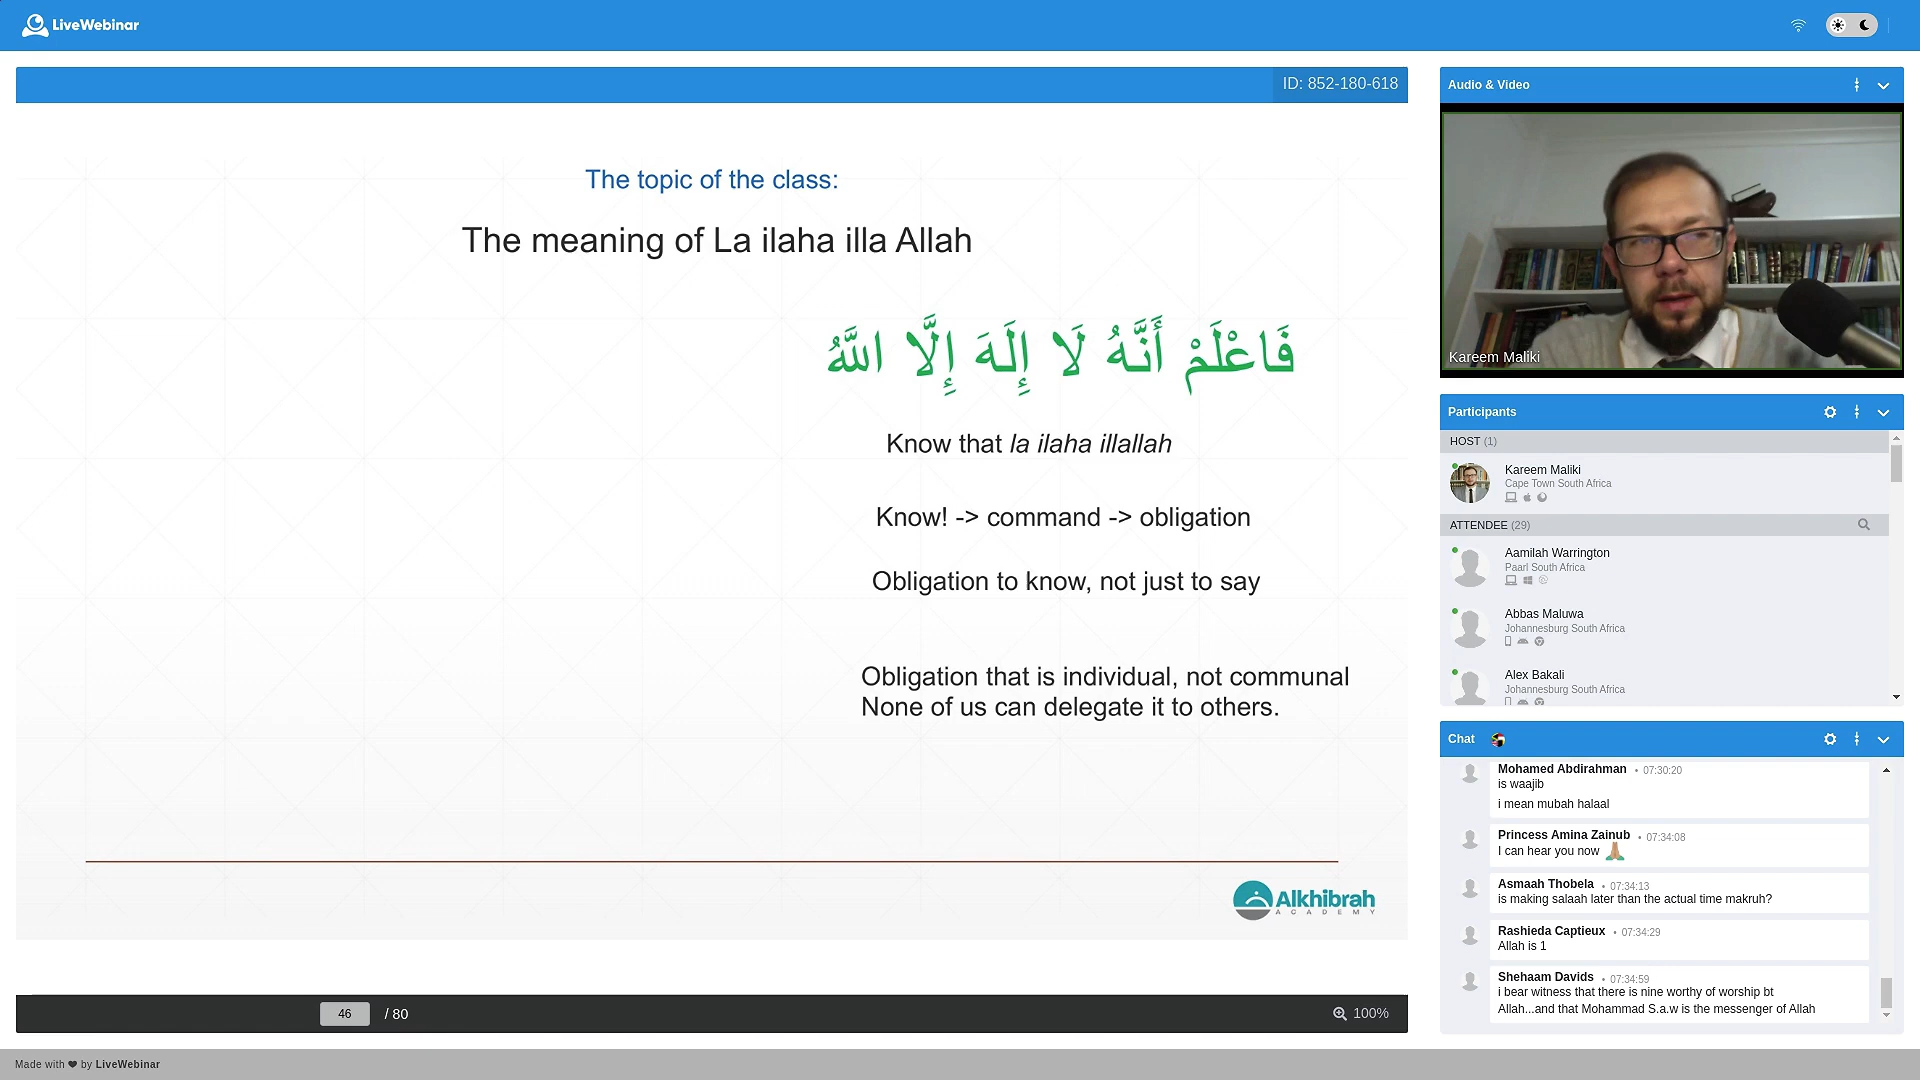 LiveWebinar
ID: 852-180-618
The topic of the class:
The meaning of La ilaha illa Allah
فَاعْلَمْ أَنَّهُ لَا إِلَهَ إِلَّا اللَّهُ
Know that la ilaha illallah
Know! -> command -> obligation
Obligation to know, not just to say
Obligation that is individual, not communal
None of us can delegate it to others.
Alkhibrah
ACADEMY
46 / 80
100%
Audio & Video
Kareem Maliki
Participants
HOST (1)
Kareem Maliki
Cape Town South Africa
ATTENDEE (29)
Aamilah Warrington
Paarl South Africa
Abbas Maluwa
Johannesburg South Africa
Alex Bakali
Johannesburg South Africa
Chat
Mohamed Abdirahman • 07:30:20
is waajib
i mean mubah halaal
Princess Amina Zainub • 07:34:08
I can hear you now
Asmaah Thobela • 07:34:13
is making salaah later than the actual time makruh?
Rashieda Captieux • 07:34:29
Allah is 1
Shehaam Davids • 07:34:59
i bear witness that there is nine worthy of worship bt
Allah...and that Mohammad S.a.w is the messenger of Allah
Made with ❤ by LiveWebinar